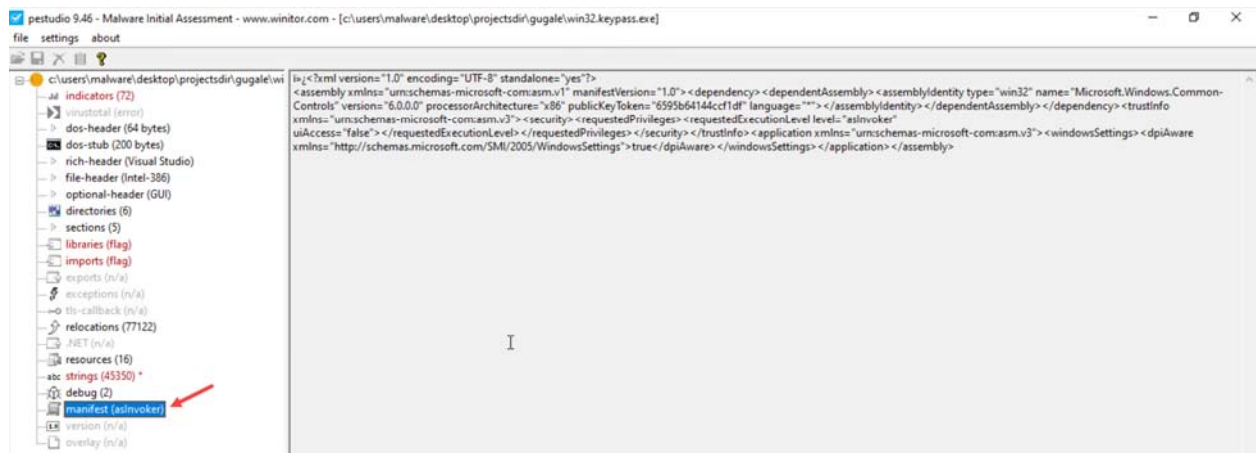 pestudio 9.46 - Malware Initial Assessment - www.winitor.com - [c:\users\malware\desktop\projectsdir\gugale\win32.keypass.exe]
file settings about
c:\users\malware\desktop\projectsdir\gugale\wi
indicators (72)
virustotal (error)
dos-header (64 bytes)
dos-stub (200 bytes)
rich-header (Visual Studio)
file-header (Intel-386)
optional-header (GUI)
directories (6)
sections (5)
libraries (flag)
imports (flag)
exports (n/a)
exceptions (n/a)
tls-callback (n/a)
relocations (77122)
.NET (n/a)
resources (16)
abc strings (45350) *
debug (2)
manifest (asInvoker)
1.0 version (n/a)
overlay (n/a)
ï»¿<?xml version="1.0" encoding="UTF-8" standalone="yes"?>
<assembly xmlns="urn:schemas-microsoft-com:asm.v1" manifestVersion="1.0"><dependency><dependentAssembly><assemblyIdentity type="win32" name="Microsoft.Windows.Common-
Controls" version="6.0.0.0" processorArchitecture="x86" publicKeyToken="6595b64144ccf1df" language="*"></assemblyIdentity></dependentAssembly></dependency><trustInfo
xmlns="urn:schemas-microsoft-com:asm.v3"><security><requestedPrivileges><requestedExecutionLevel level="asInvoker"
uiAccess="false"></requestedExecutionLevel></requestedPrivileges></security></trustInfo><application xmlns="urn:schemas-microsoft-com:asm.v3"><windowsSettings><dpiAware
xmlns="http://schemas.microsoft.com/SMI/2005/WindowsSettings">true</dpiAware></windowsSettings></application></assembly>